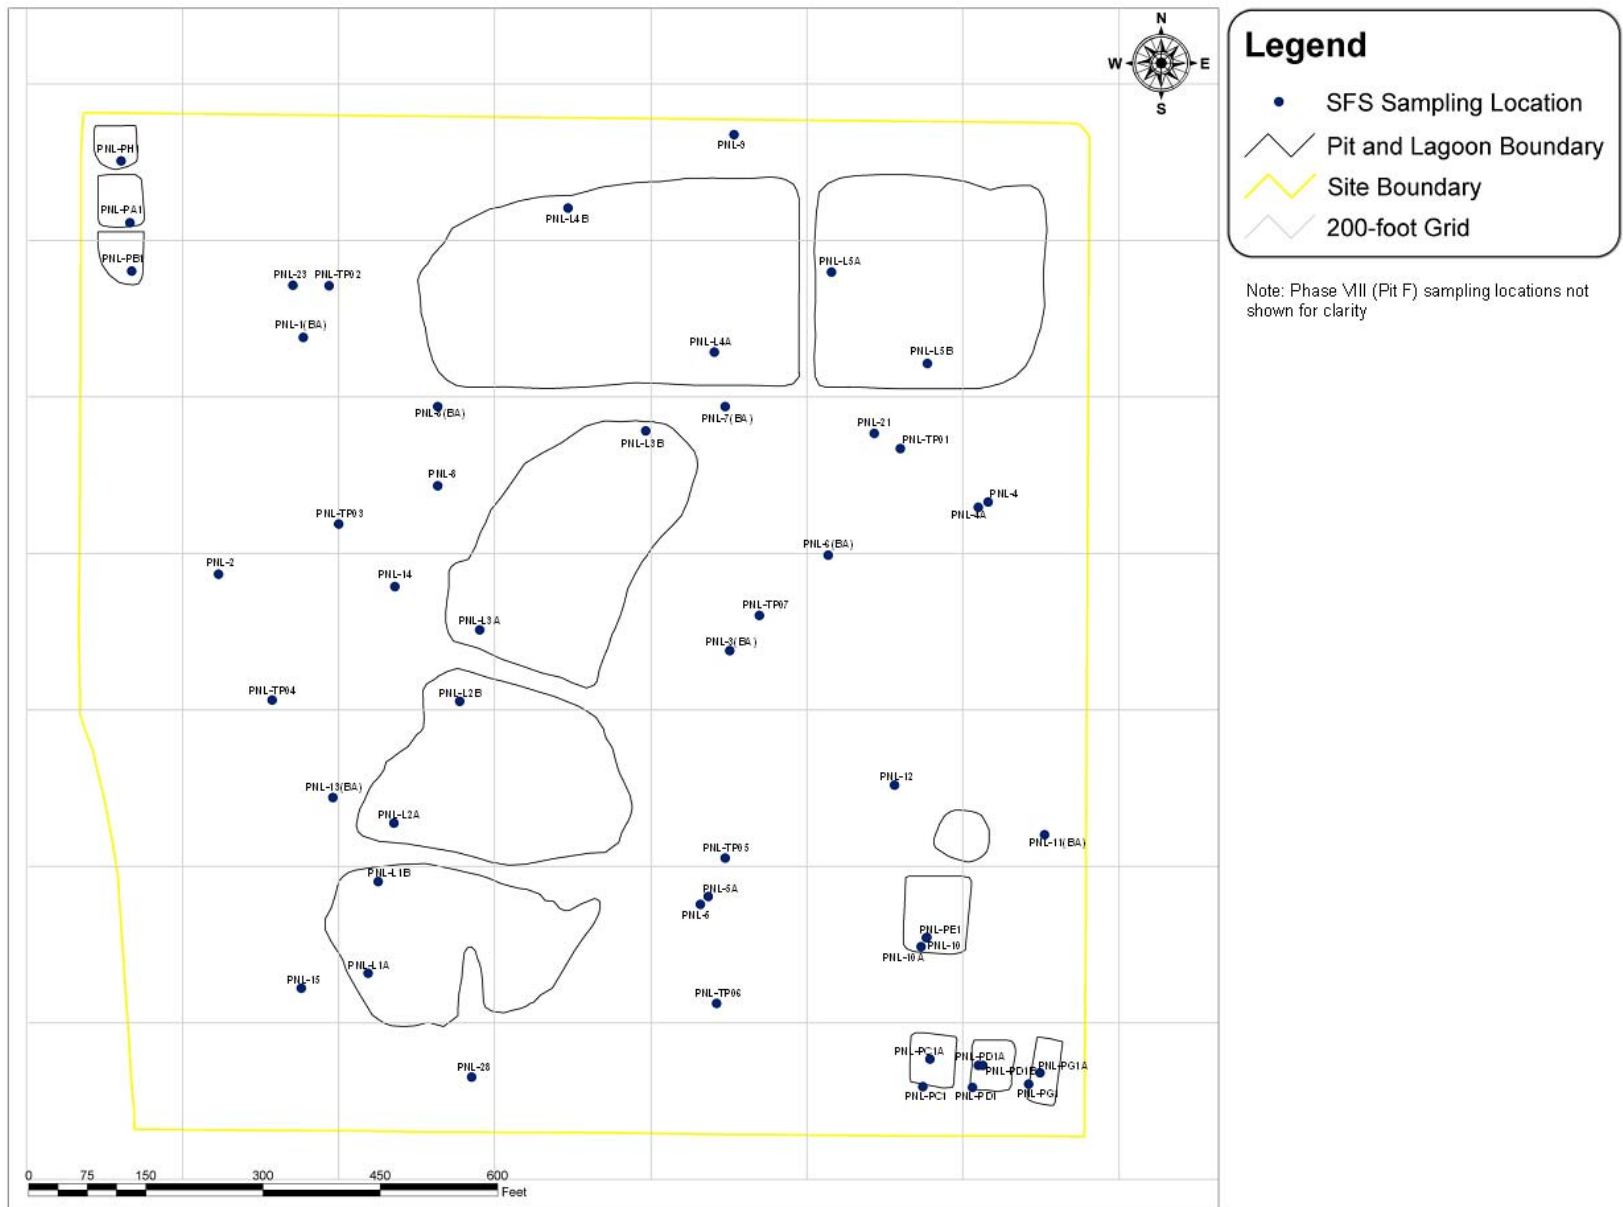 N
W
E
S
Legend
SFS Sampling Location
Pit and Lagoon Boundary
Site Boundary
200-foot Grid
Note: Phase VIII (Pit F) sampling locations not
shown for clarity
PNL-9
PNL-PH1
PNL-PA1
PNL-L4B
PNL-PB1
PNL-L5A
PNL-23
PNL-TP02
PNL-1(BA)
PNL-L4A
PNL-L5B
PNL-8(BA)
PNL-7(BA)
PNL-21
PNL-L3B
PNL-TP01
PNL-8
PNL-4
PNL-TP03
PNL-4A
PNL-6(BA)
PNL-2
PNL-14
PNL-TP07
PNL-L3A
PNL-3(BA)
PNL-TP04
PNL-L2B
PNL-12
PNL-13(BA)
PNL-L2A
PNL-11(BA)
PNL-TP05
PNL-L1B
PNL-5A
PNL-5
PNL-PE1
PNL-10
PNL-10A
PNL-L1A
PNL-15
PNL-TP06
PNL-PC1A
PNL-PD1A
PNL-PG1A
PNL-28
PNL-PD1B
PNL-PC1
PNL-PD1
PNL-PG1
0 75 150 300 450 600
Feet